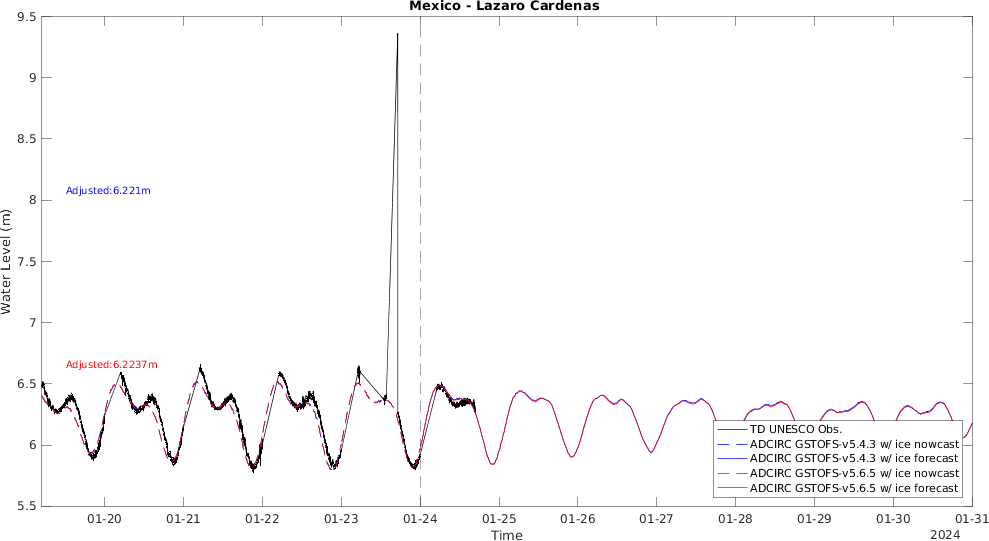 Mexico - Lazaro Cardenas
9.5
9
8.5
8
7.5
7
6.5
6
5.5
Water Level (m)
Adjusted:6.221m
Adjusted:6.2237m
TD UNESCO Obs.
ADCIRC GSTOFS-v5.4.3 w/ ice nowcast
ADCIRC GSTOFS-v5.4.3 w/ ice forecast
ADCIRC GSTOFS-v5.6.5 w/ ice nowcast
ADCIRC GSTOFS-v5.6.5 w/ ice forecast
01-20 01-21 01-22 01-23 01-24 01-25 01-26 01-27 01-28 01-29 01-30 01-31
Time
2024